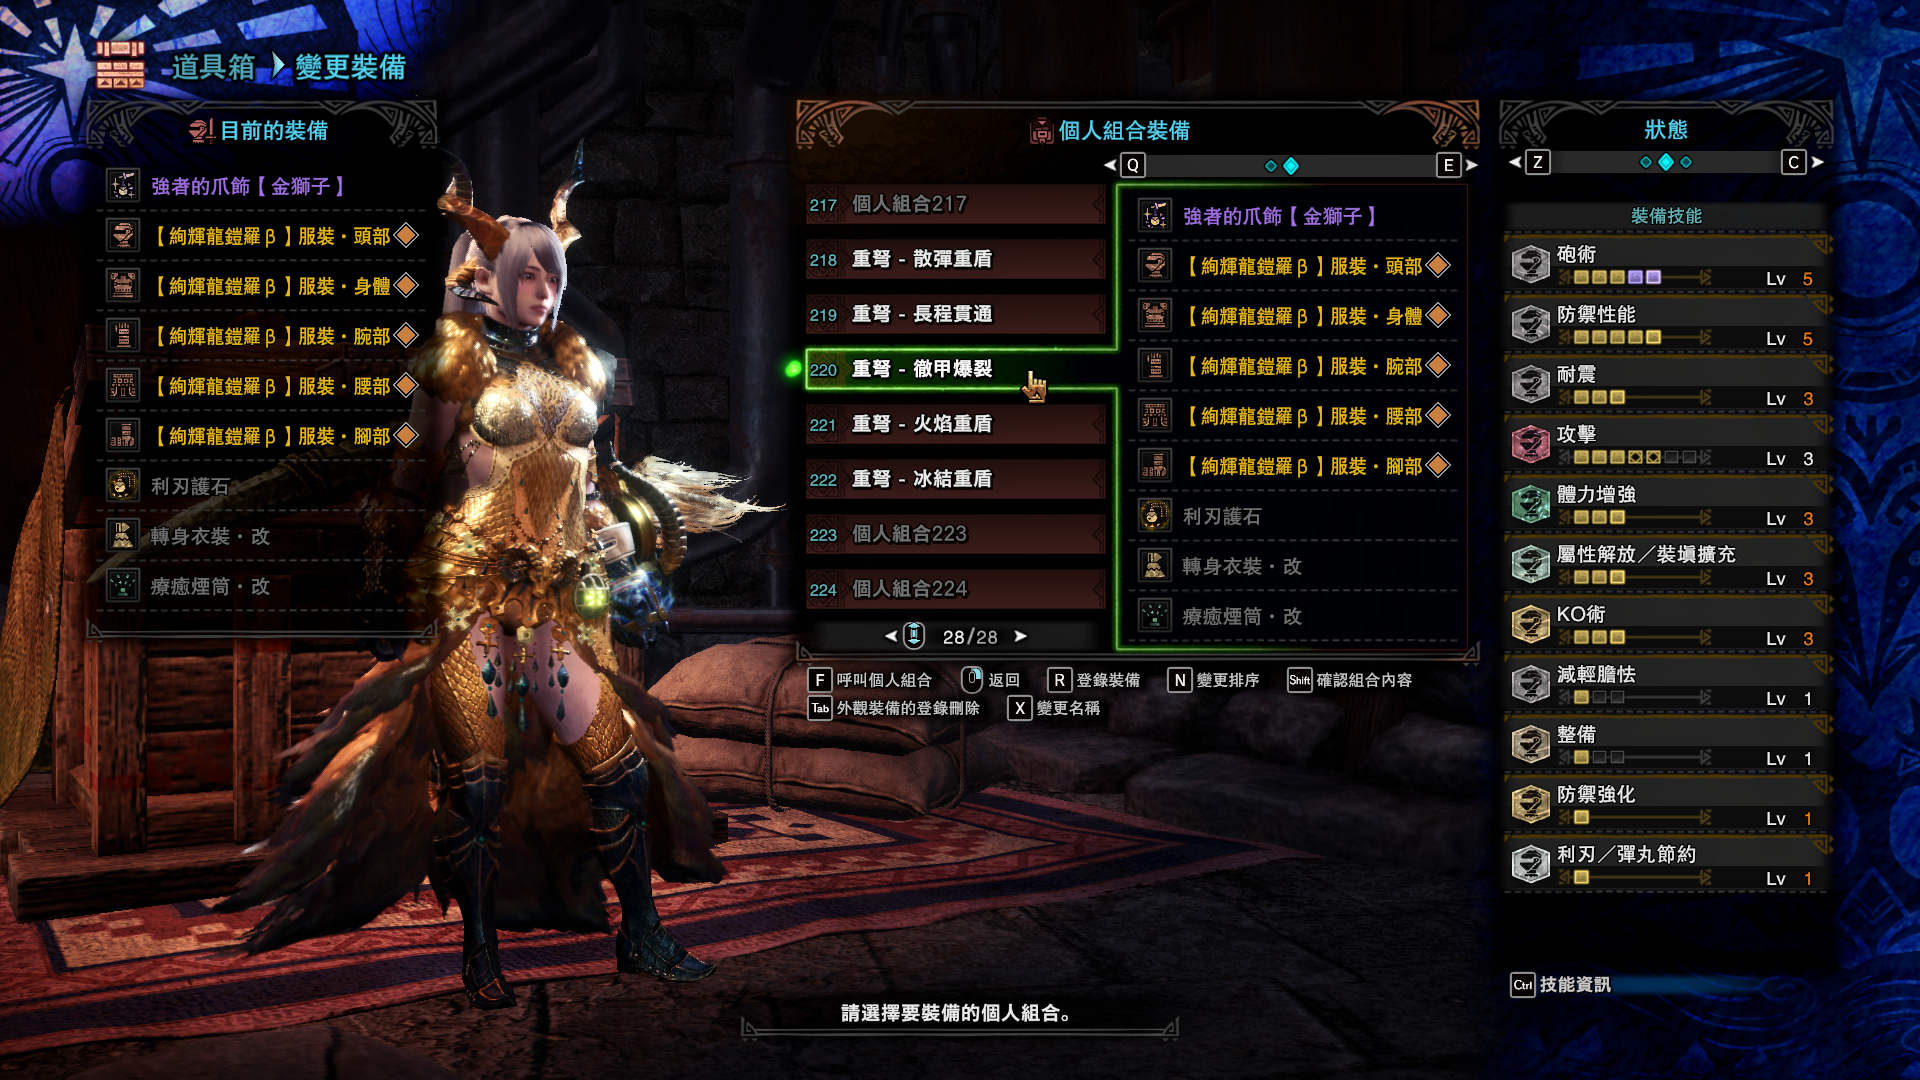 道具箱 變更裝備
目前的裝備
強者的爪飾【金獅子】
【絢輝龍鎧羅β】服裝・頭部
【絢輝龍鎧羅β】服裝・身體
【絢輝龍鎧羅β】服裝・腕部
【絢輝龍鎧羅β】服裝・腰部
【絢輝龍鎧羅β】服裝・腳部
利刃護石
轉身衣裝・改
療癒煙筒・改
個人組合裝備
Q E
217 個人組合217
218 重弩 - 散彈重盾
219 重弩 - 長程貫通
220 重弩 - 徹甲爆裂
221 重弩 - 火焰重盾
222 重弩 - 冰結重盾
223 個人組合223
224 個人組合224
28/28
強者的爪飾【金獅子】
【絢輝龍鎧羅β】服裝・頭部
【絢輝龍鎧羅β】服裝・身體
【絢輝龍鎧羅β】服裝・腕部
【絢輝龍鎧羅β】服裝・腰部
【絢輝龍鎧羅β】服裝・腳部
利刃護石
轉身衣裝・改
療癒煙筒・改
F 呼叫個人組合 返回 R 登錄裝備 N 變更排序 Shift 確認組合內容
Tab 外觀裝備的登錄刪除 X 變更名稱
狀態
Z C
裝備技能
砲術
Lv 5
防禦性能
Lv 5
耐震
Lv 3
攻擊
Lv 3
體力增強
Lv 3
屬性解放／裝填擴充
Lv 3
KO術
Lv 3
減輕膽怯
Lv 1
整備
Lv 1
防禦強化
Lv 1
利刃／彈丸節約
Lv 1
Ctrl 技能資訊
請選擇要裝備的個人組合。